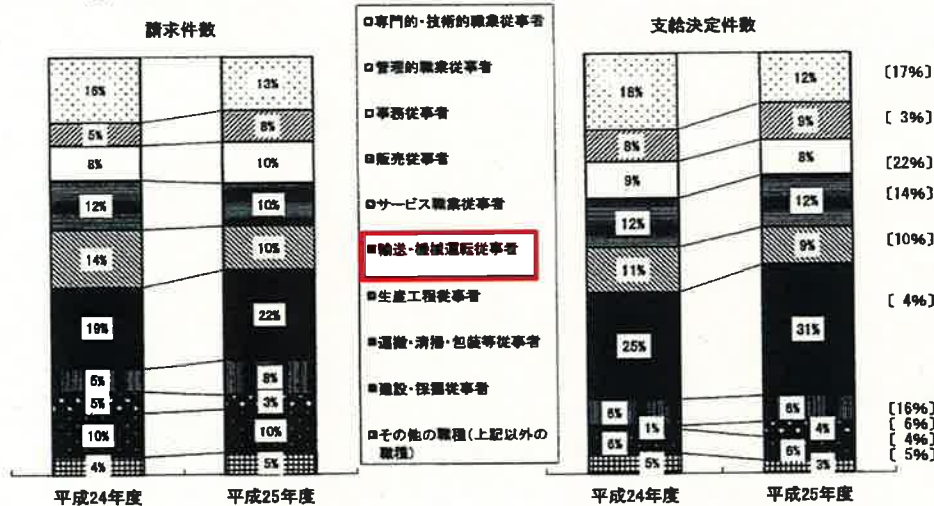 請求件数
16%
5%
8%
12%
14%
19%
5%
5%
10%
4%
平成24年度
13%
8%
10%
10%
10%
22%
8%
3%
10%
5%
平成25年度
専門的・技術的職業従事者
管理的職業従事者
事務従事者
販売従事者
サービス職業従事者
輸送・機械運転従事者
生産工程従事者
運搬・清掃・包装等従事者
建設・採掘従事者
その他の職種(上記以外の
職種)
支給決定件数
18%
8%
9%
12%
11%
25%
6%
1%
6%
5%
平成24年度
12%
9%
8%
12%
9%
31%
6%
4%
6%
3%
平成25年度
[17%]
[ 3%]
[22%]
[14%]
[10%]
[ 4%]
[16%]
[ 6%]
[ 4%]
[ 5%]